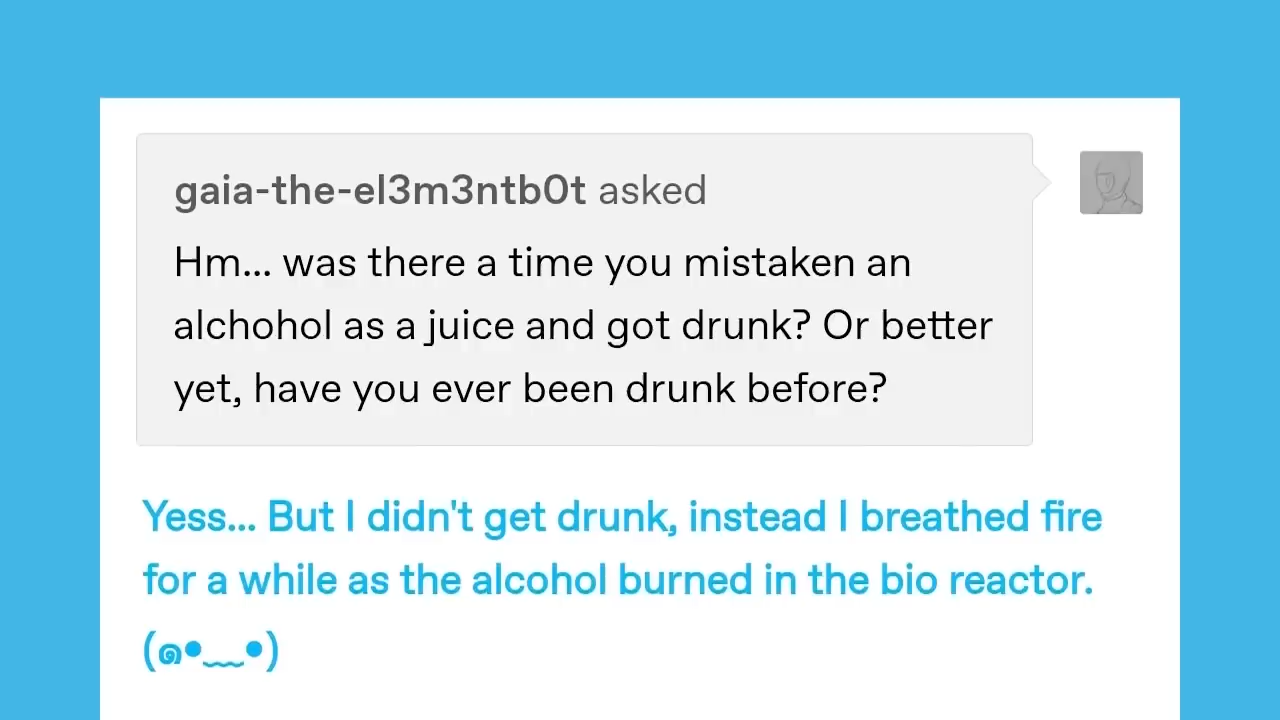 gaia-the-el3m3ntb0t asked
Hm... was there a time you mistaken an
alchohol as a juice and got drunk? Or better
yet, have you ever been drunk before?
Yess... But I didn't get drunk, instead I breathed fire
for a while as the alcohol burned in the bio reactor.
(๑•﹏•)